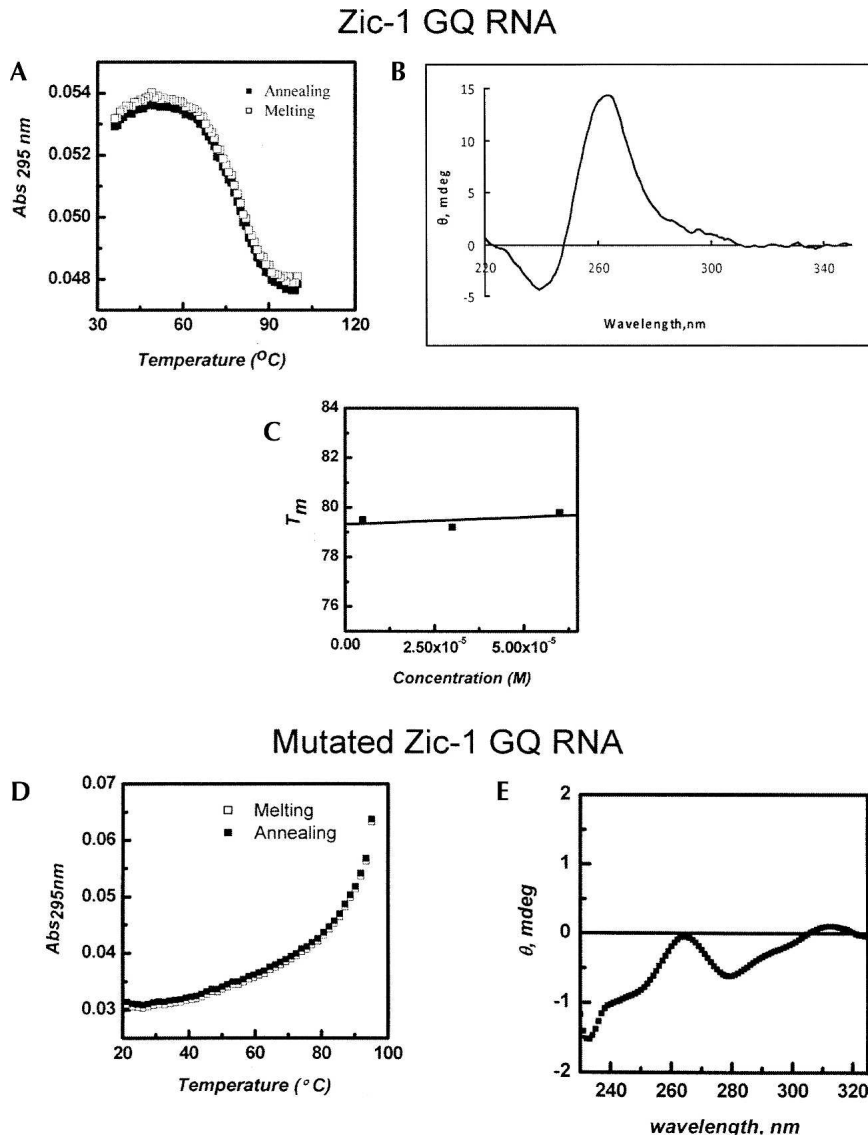 Zic-1 GQ RNA
A
Annealing
Melting
0.054
0.052
0.050
0.048
Abs 295 nm
30 60 90 120
Temperature (°C)
B
15
10
5
0
-5
θ, mdeg
220 260 300 340
Wavelength,nm
C
84
82
80
78
76
Tm
0.00 2.50x10-5 5.00x10-5
Concentration (M)
Mutated Zic-1 GQ RNA
D
Melting
Annealing
0.07
0.06
0.05
0.04
0.03
Abs295nm
20 40 60 80 100
Temperature (°C)
E
2
1
0
-1
-2
θ, mdeg
240 260 280 300 320
wavelength, nm